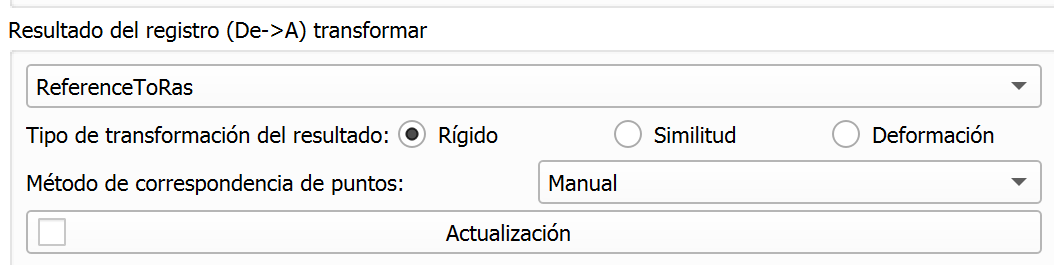 Resultado del registro (De->A) transformar
ReferenceToRas
Tipo de transformación del resultado: Rígido Similitud Deformación
Método de correspondencia de puntos: Manual
Actualización